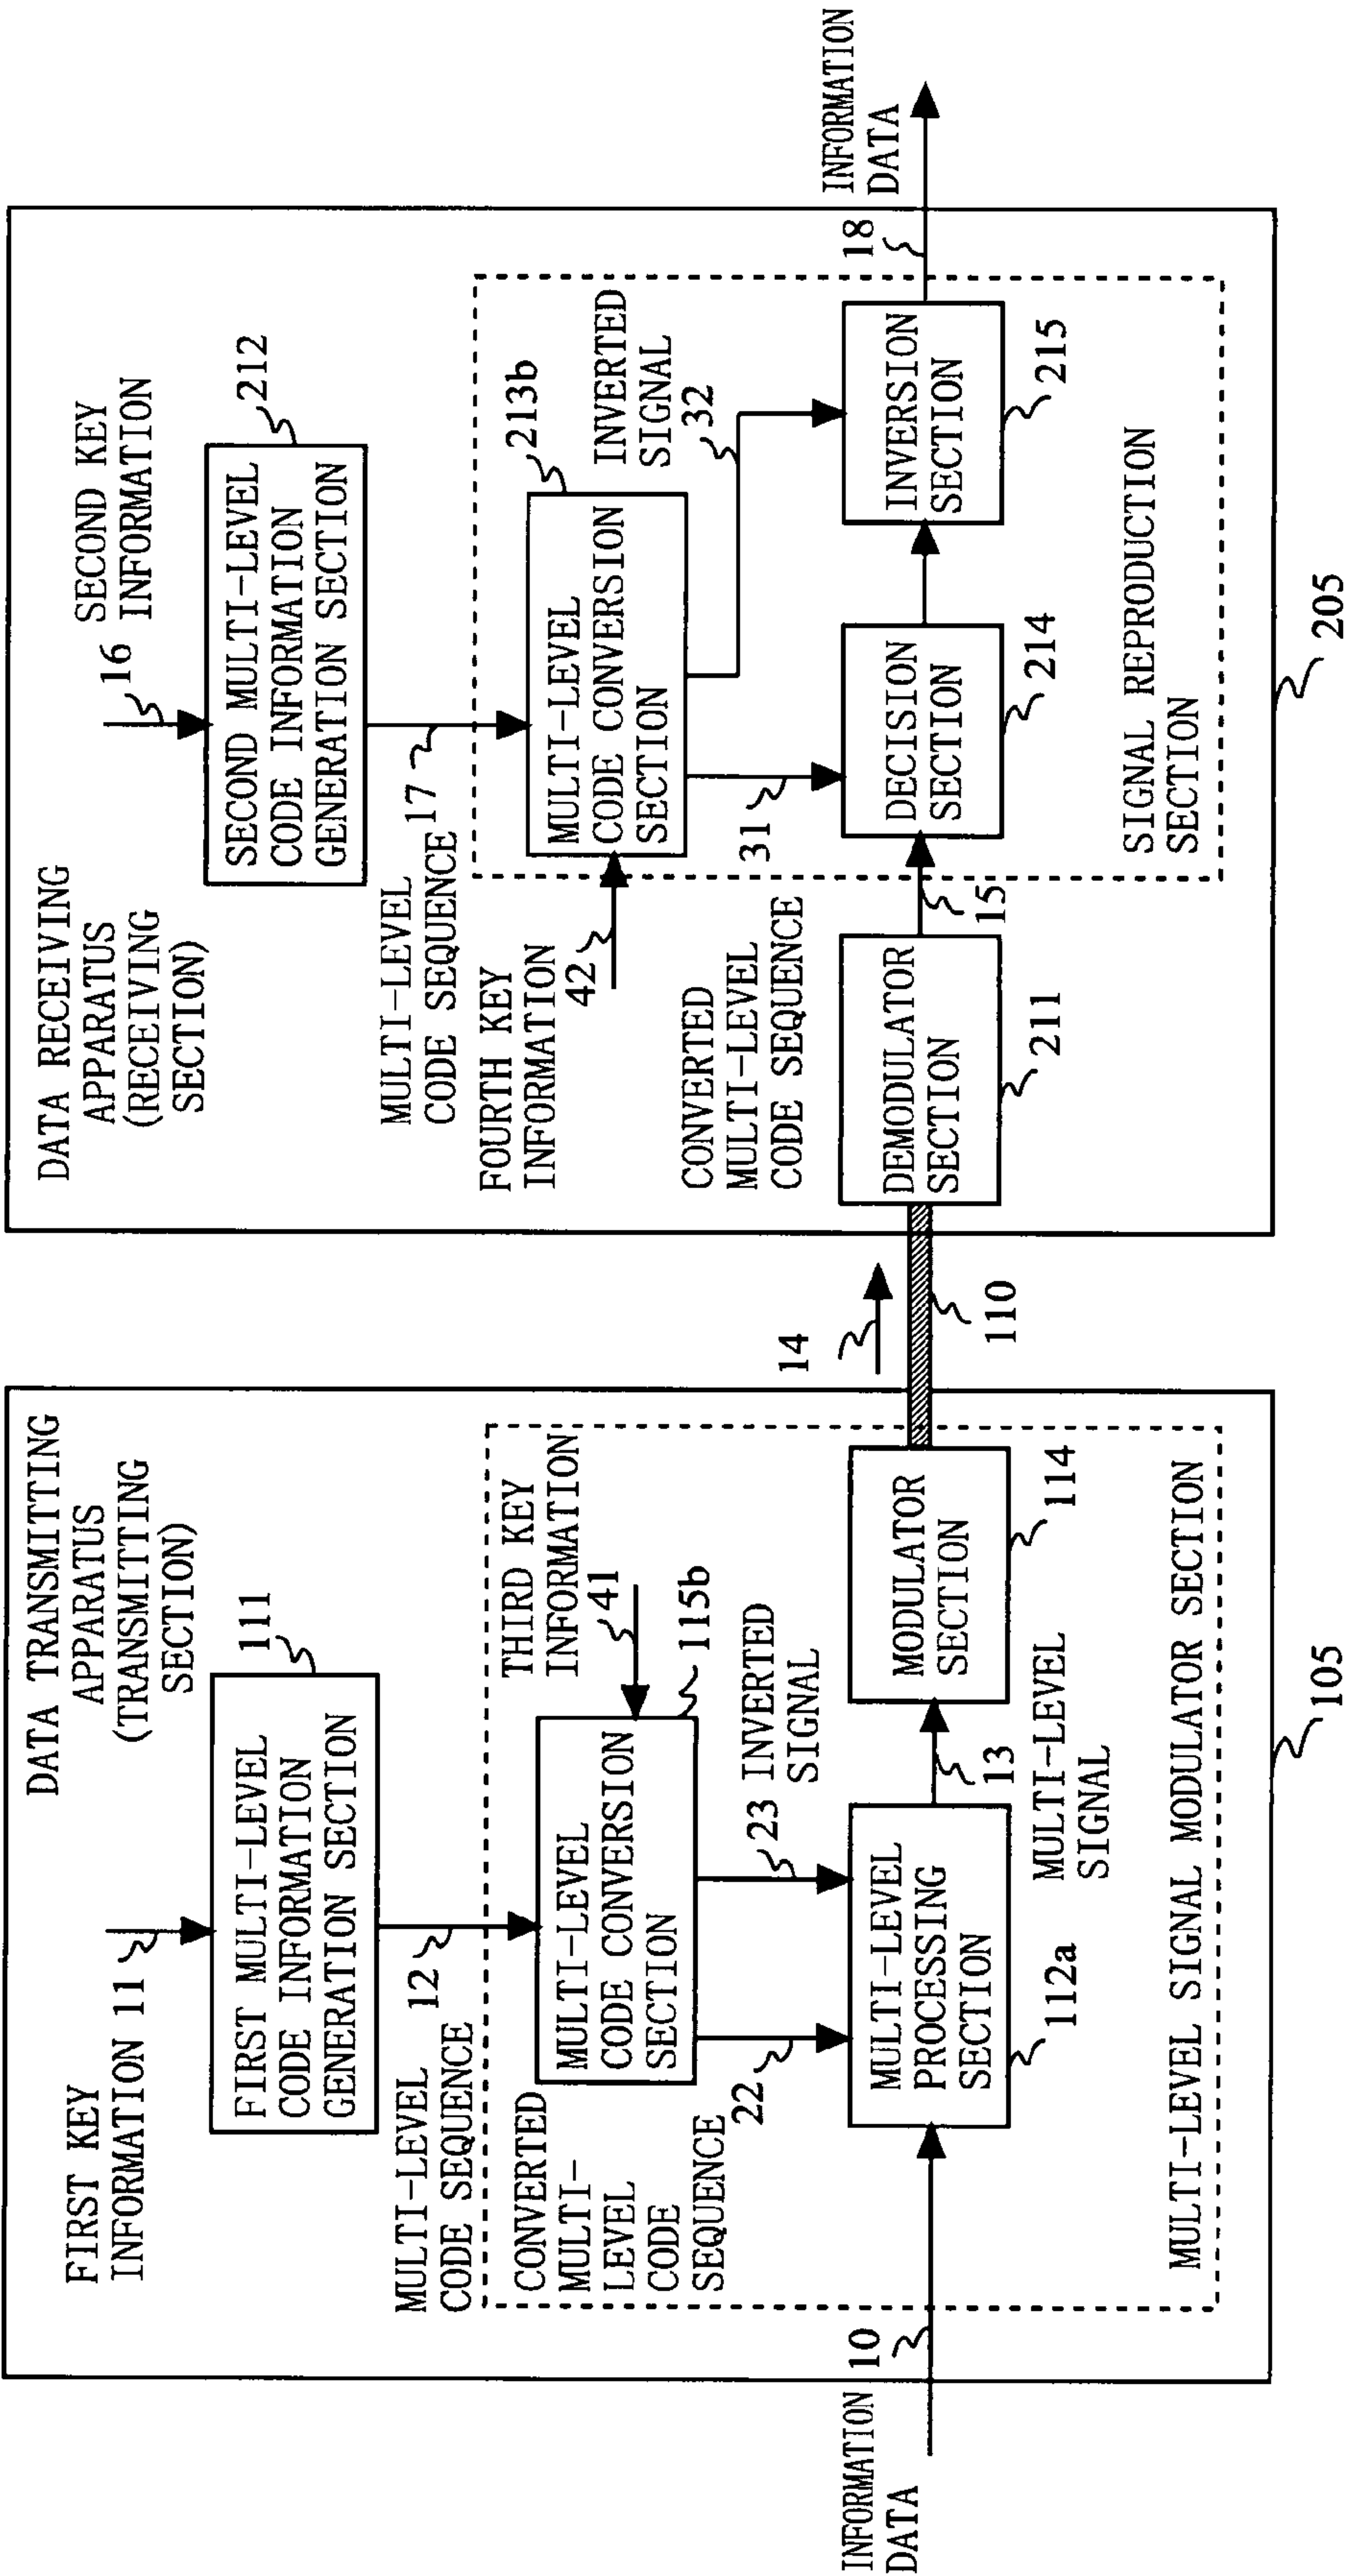 DATA TRANSMITTING
APPARATUS
(TRANSMITTING
SECTION)
FIRST KEY
INFORMATION 11
111
FIRST MULTI-LEVEL
CODE INFORMATION
GENERATION SECTION
12
MULTI-LEVEL
CODE SEQUENCE
THIRD KEY
INFORMATION
41
115b
MULTI-LEVEL
CODE CONVERSION
SECTION
CONVERTED
MULTI-
LEVEL
CODE
SEQUENCE
22
23
INVERTED
SIGNAL
INFORMATION
DATA
10
MULTI-LEVEL
PROCESSING
SECTION
112a
13
MULTI-LEVEL
SIGNAL
MODULATOR
SECTION
114
MULTI-LEVEL SIGNAL MODULATOR SECTION
105
14
110
DATA RECEIVING
APPARATUS
(RECEIVING
SECTION)
SECOND KEY
INFORMATION
16
212
SECOND MULTI-LEVEL
CODE INFORMATION
GENERATION SECTION
MULTI-LEVEL
CODE SEQUENCE
17
FOURTH KEY
INFORMATION
42
213b
MULTI-LEVEL
CODE CONVERSION
SECTION
INVERTED
SIGNAL
32
CONVERTED
MULTI-LEVEL
CODE SEQUENCE
31
DEMODULATOR
SECTION
211
15
DECISION
SECTION
214
INVERSION
SECTION
215
18
INFORMATION
DATA
SIGNAL REPRODUCTION
SECTION
205